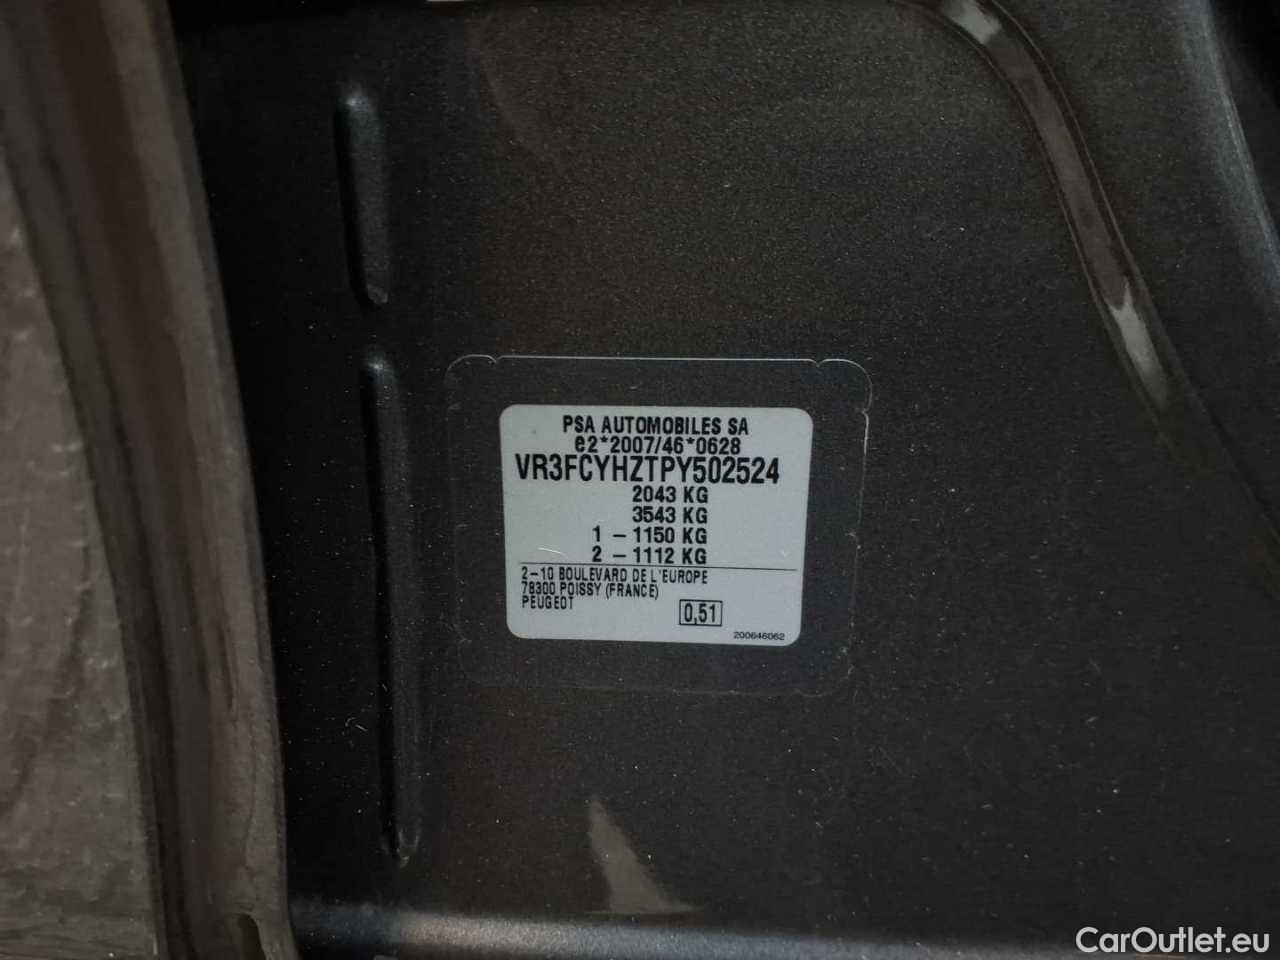 PSA AUTOMOBILES SA
e2*2007/46*0628
VR3FCYHZTPY502524
2043 KG
3543 KG
1 - 1150 KG
2 - 1112 KG
2-10 BOULEVARD DE L'EUROPE
78300 POISSY (FRANCE)
PEUGEOT
0,51
200646062
CarOutlet.eu